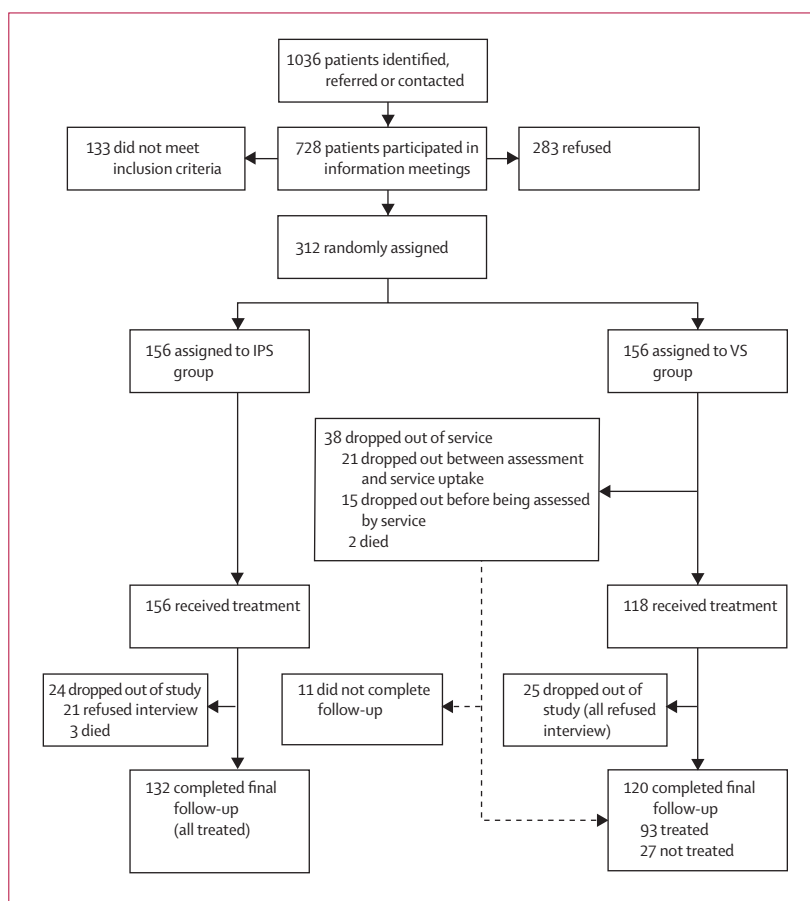 1036 patients identified,
referred or contacted
133 did not meet
inclusion criteria
728 patients participated in
information meetings
283 refused
312 randomly assigned
156 assigned to IPS
group
156 assigned to VS
group
38 dropped out of service
21 dropped out between assessment
and service uptake
15 dropped out before being assessed
by service
2 died
156 received treatment
118 received treatment
24 dropped out of study
21 refused interview
3 died
11 did not complete
follow-up
25 dropped out of
study (all refused
interview)
132 completed final
follow-up
(all treated)
120 completed final
follow-up
93 treated
27 not treated